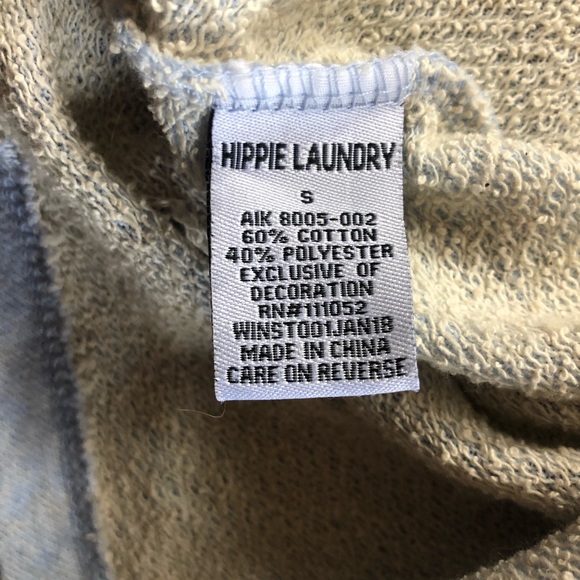 HIPPIE LAUNDRY
S
AIK 8005-002
60% COTTON
40% POLYESTER
EXCLUSIVE OF
DECORATION
RN#111052
WINST001JAN18
MADE IN CHINA
CARE ON REVERSE